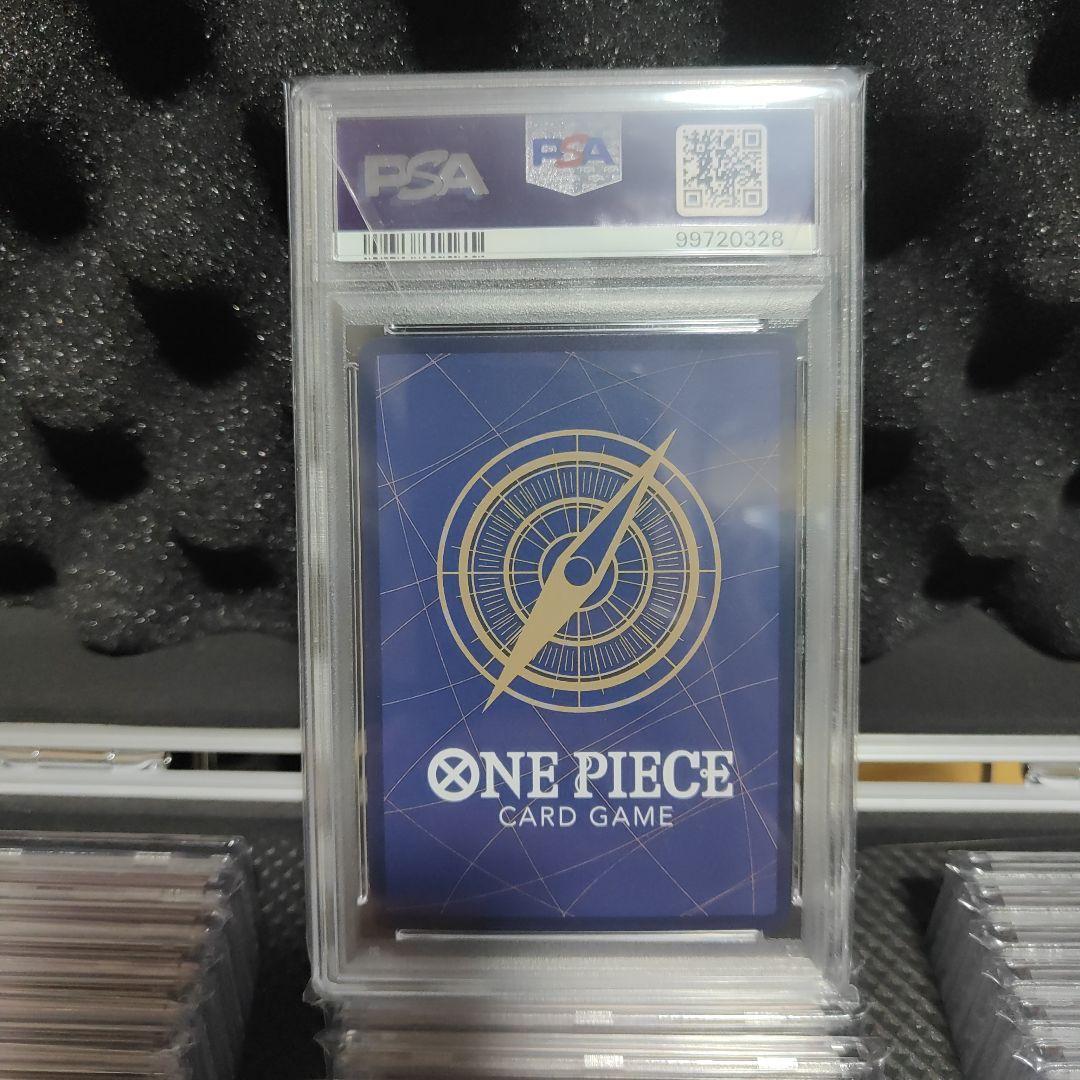 PSA
PSA
99720328
ONE PIECE
CARD GAME